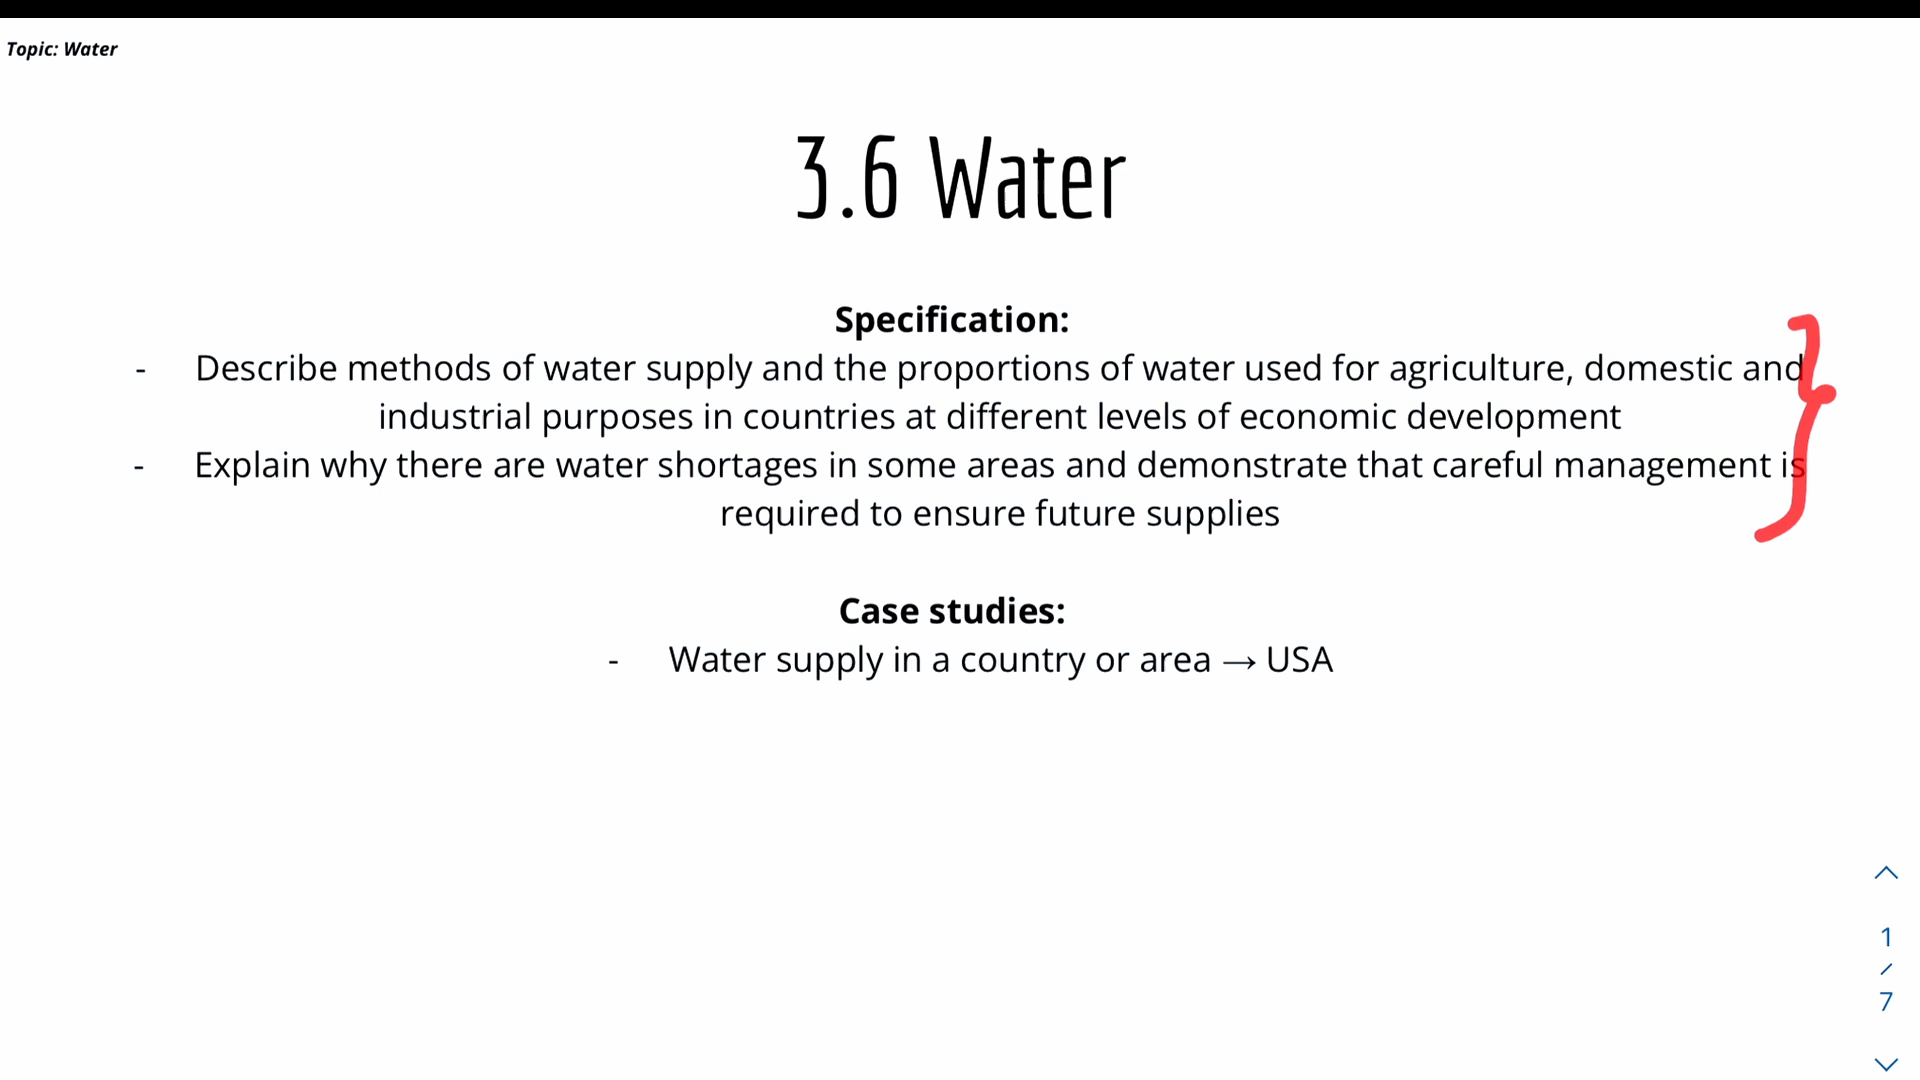 Topic: Water
3.6 Water
Specification:
- Describe methods of water supply and the proportions of water used for agriculture, domestic and
industrial purposes in countries at different levels of economic development
- Explain why there are water shortages in some areas and demonstrate that careful management is
required to ensure future supplies
Case studies:
- Water supply in a country or area → USA
1
/
7